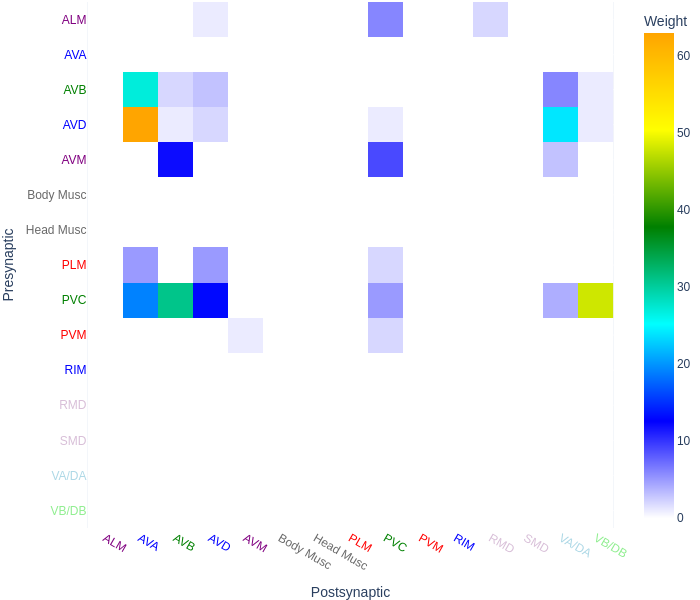 Weight
ALM
AVA
AVB
AVD
AVM
Body Musc
Head Musc
PLM
PVC
PVM
RIM
RMD
SMD
VA/DA
VB/DB
Presynaptic
60
50
40
30
20
10
0
ALM
AVA
AVB
AVD
AVM
Body Musc
Head Musc
PLM
PVC
PVM
RIM
RMD
SMD
VA/DA
VB/DB
Postsynaptic